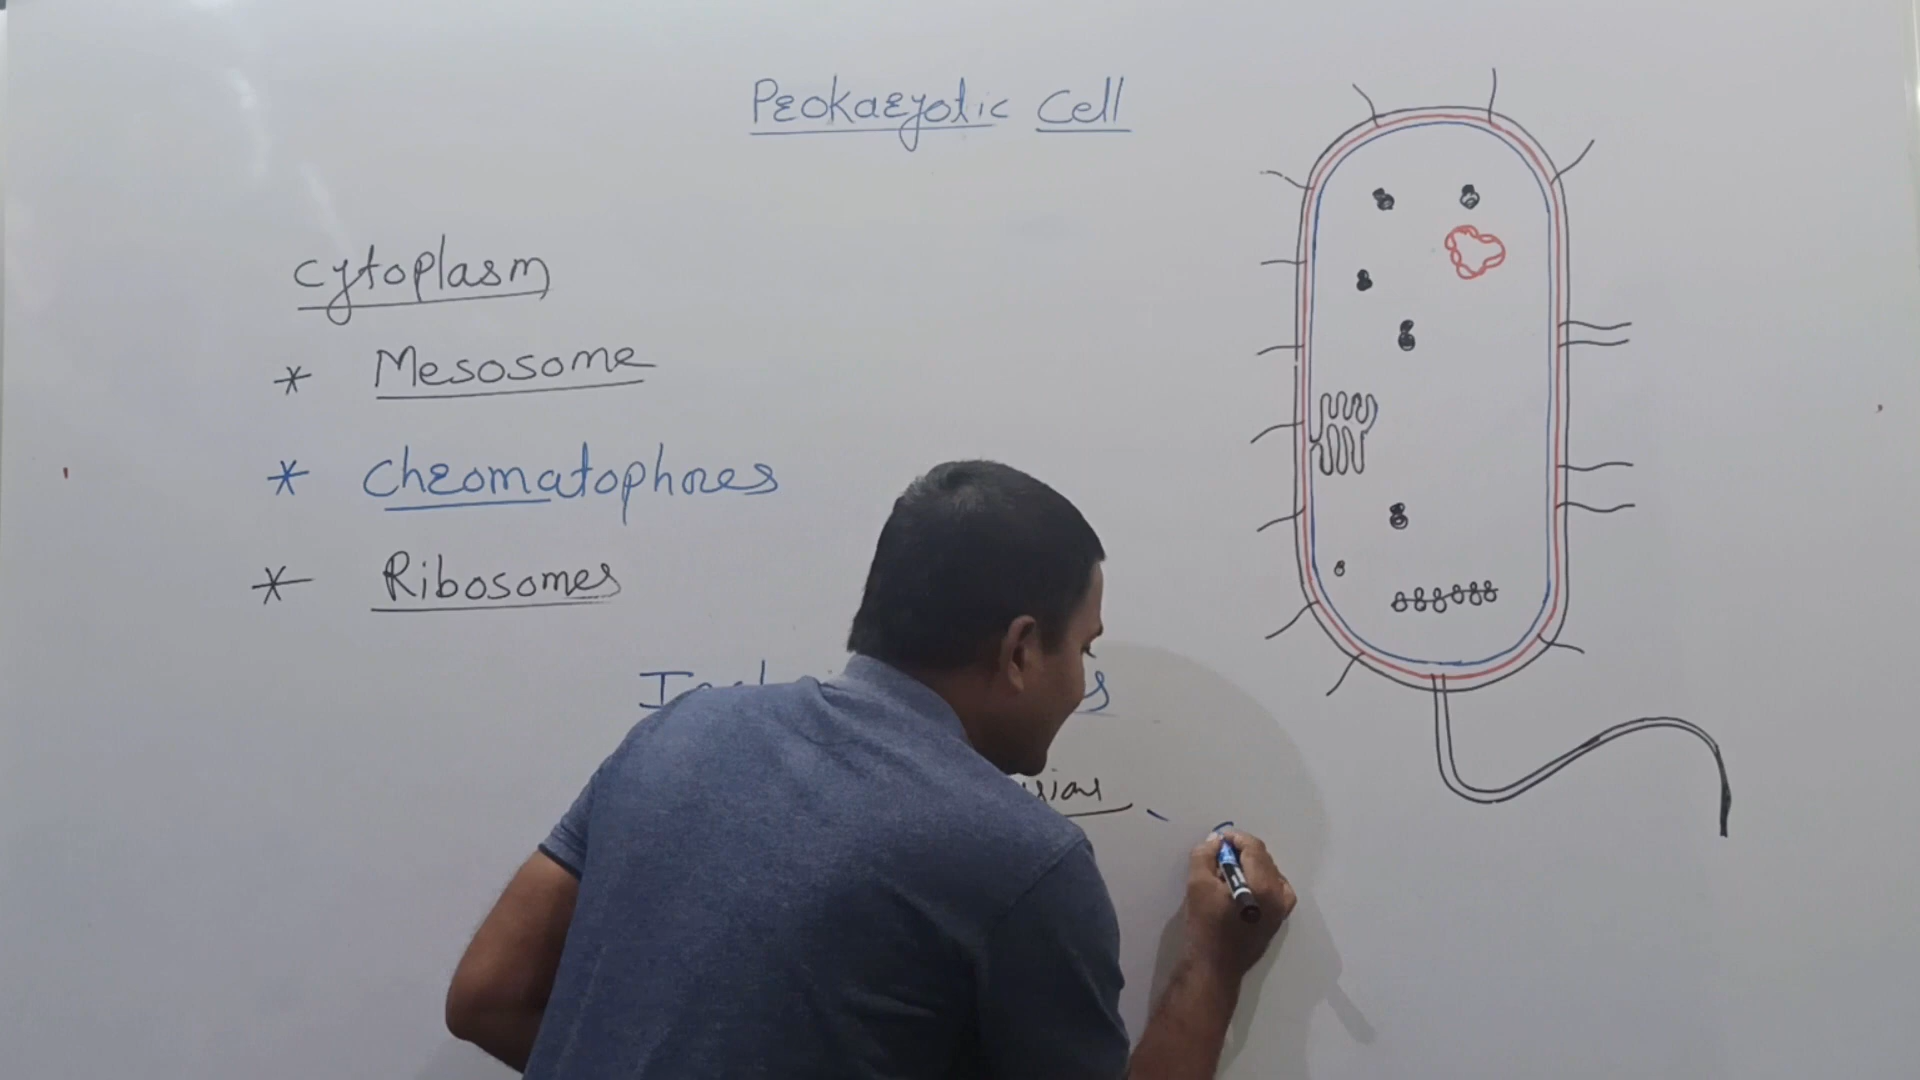 Prokaryotic Cell
Cytoplasm
* Mesosome
* Chromatophores
* Ribosomes